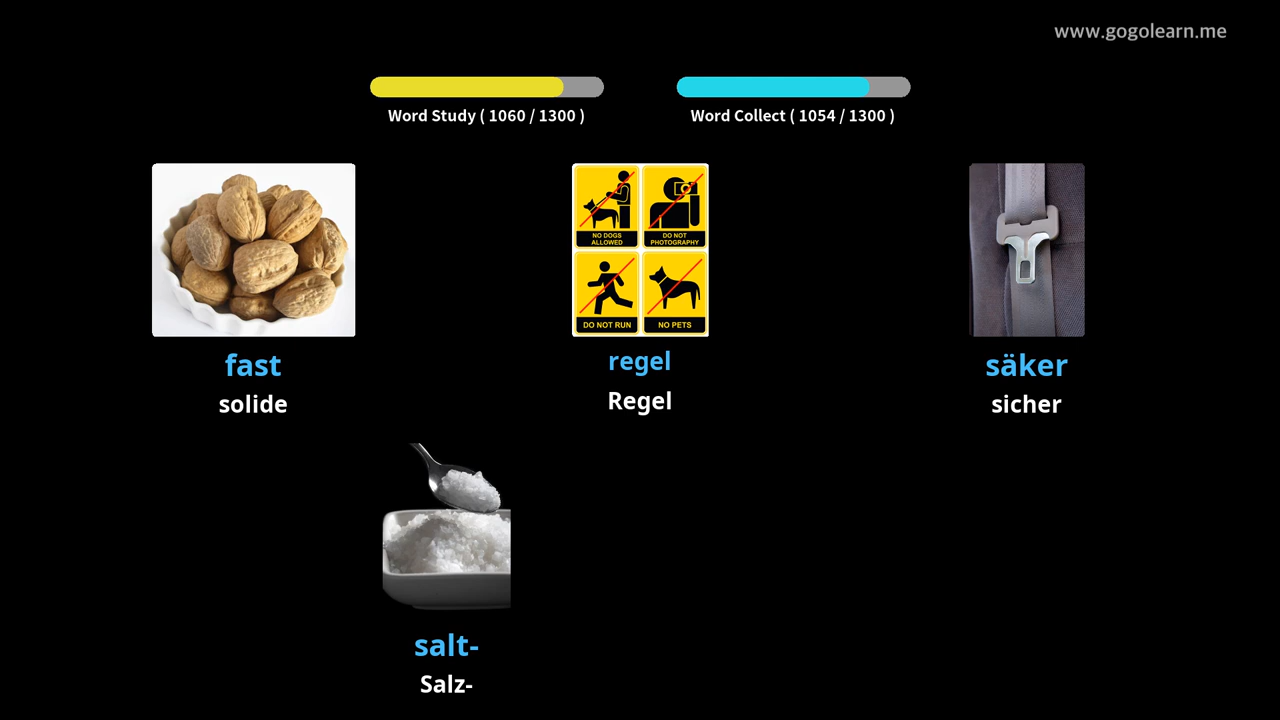 www.gogolearn.me
Word Study ( 1060 / 1300 )
Word Collect ( 1054 / 1300 )
NO DOGS
ALLOWED
DO NOT
PHOTOGRAPHY
DO NOT RUN
NO PETS
fast
solide
regel
Regel
säker
sicher
salt-
Salz-